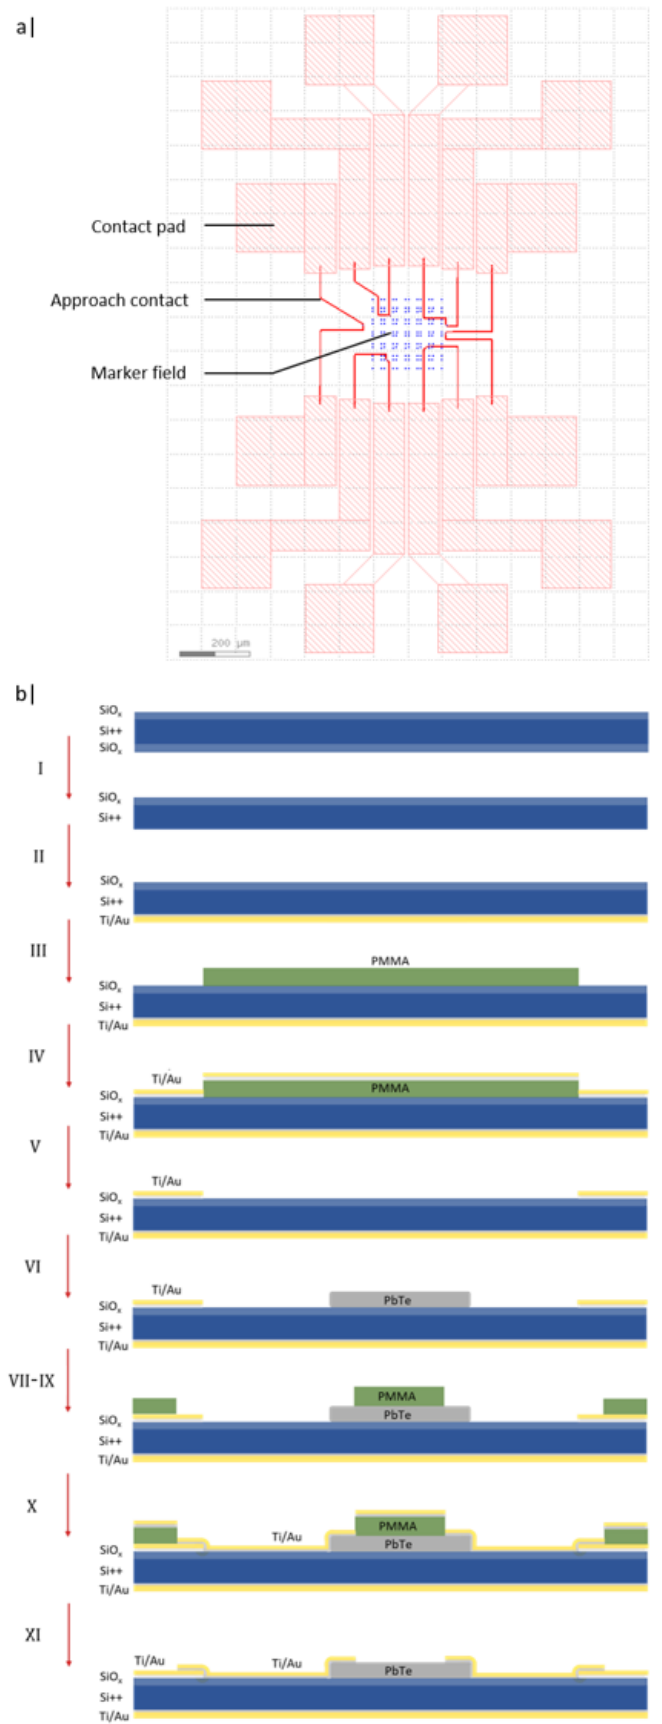 a|
Contact pad
Approach contact
Marker field
200 μm
b|
SiOₓ
Si++
SiOₓ
I
SiOₓ
Si++
II
SiOₓ
Si++
Ti/Au
III
PMMA
SiOₓ
Si++
Ti/Au
IV
Ti/Au
PMMA
SiOₓ
Si++
Ti/Au
V
Ti/Au
SiOₓ
Si++
Ti/Au
VI
Ti/Au
PbTe
SiOₓ
Si++
Ti/Au
VII-IX
PMMA
PbTe
SiOₓ
Si++
Ti/Au
X
PMMA
Ti/Au
PbTe
SiOₓ
Si++
Ti/Au
XI
Ti/Au
Ti/Au
PbTe
SiOₓ
Si++
Ti/Au